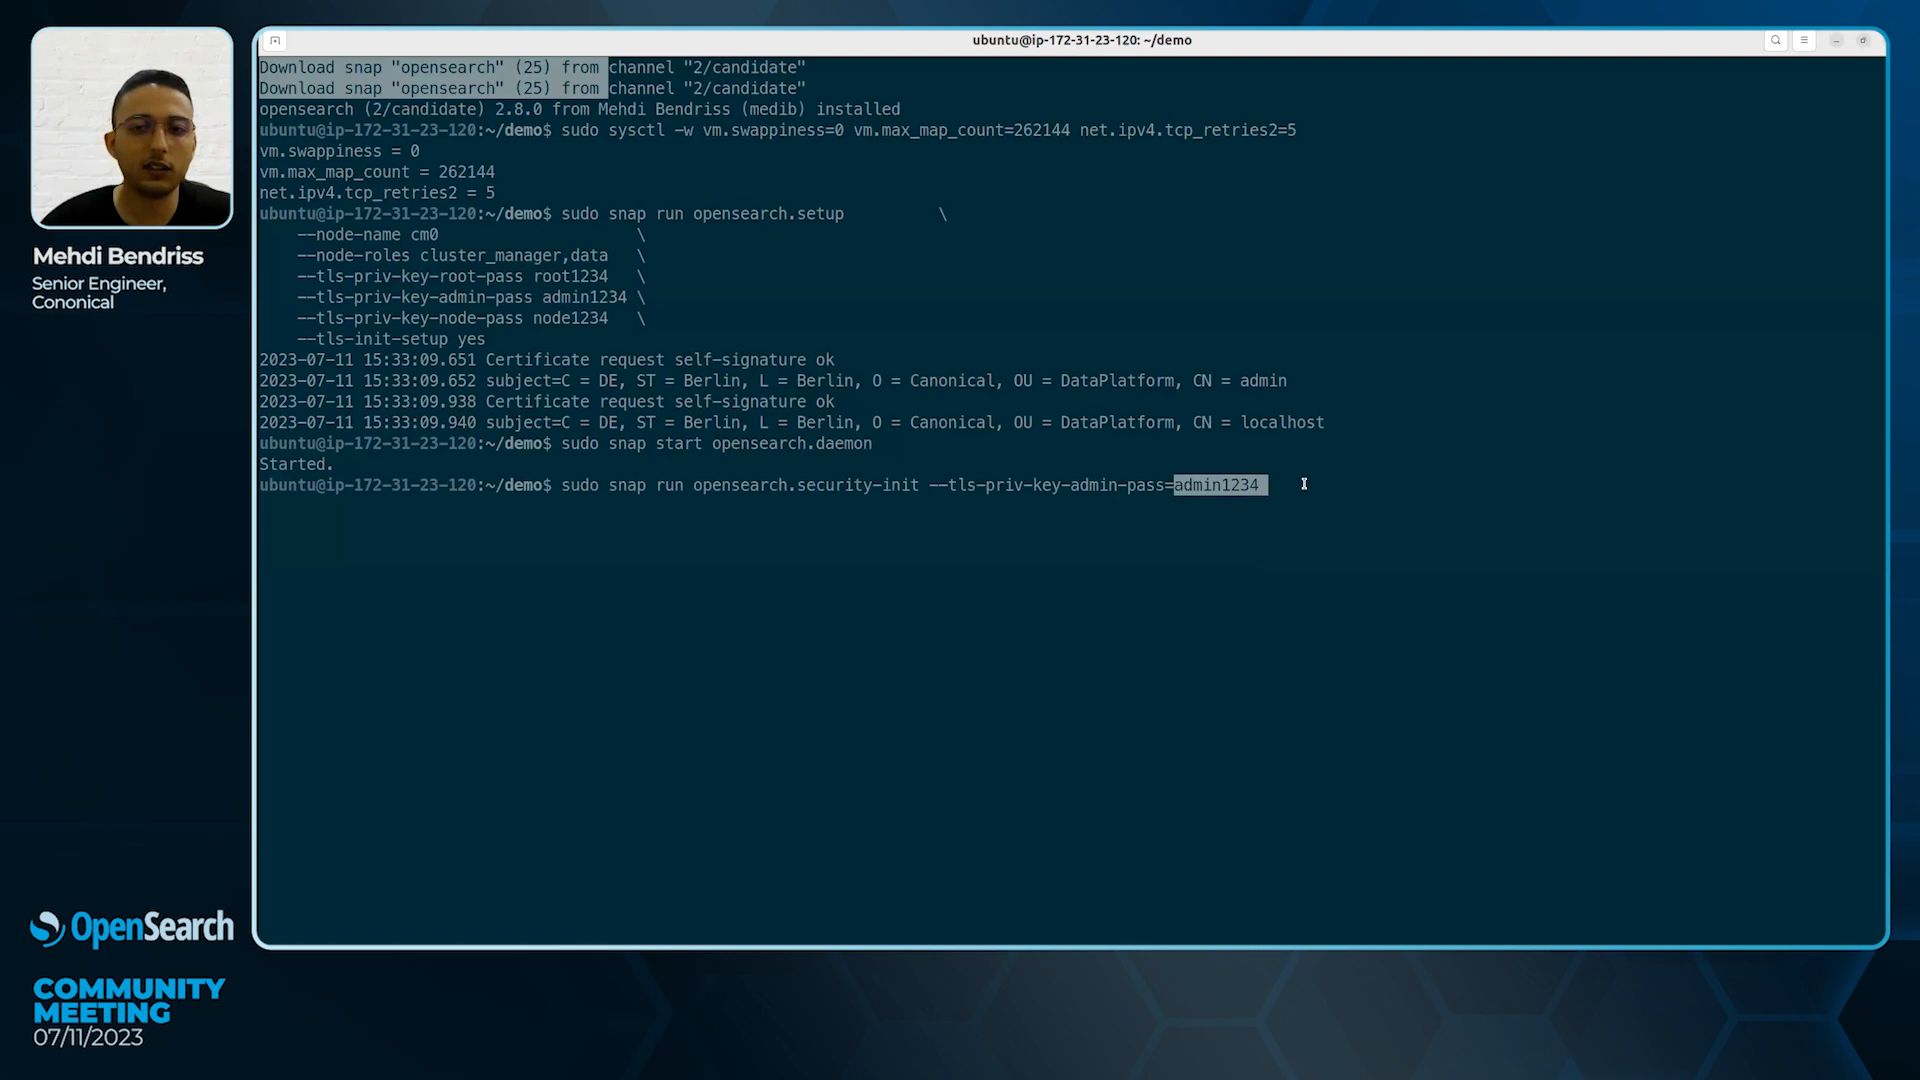 ubuntu@ip-172-31-23-120: ~/demo
Download snap "opensearch" (25) from channel "2/candidate"
Download snap "opensearch" (25) from channel "2/candidate"
opensearch (2/candidate) 2.8.0 from Mehdi Bendriss (medib) installed
ubuntu@ip-172-31-23-120:~/demo$ sudo sysctl -w vm.swappiness=0 vm.max_map_count=262144 net.ipv4.tcp_retries2=5
vm.swappiness = 0
vm.max_map_count = 262144
net.ipv4.tcp_retries2 = 5
ubuntu@ip-172-31-23-120:~/demo$ sudo snap run opensearch.setup \
--node-name cm0 \
--node-roles cluster_manager,data \
--tls-priv-key-root-pass root1234 \
--tls-priv-key-admin-pass admin1234 \
--tls-priv-key-node-pass node1234 \
--tls-init-setup yes
2023-07-11 15:33:09.651 Certificate request self-signature ok
2023-07-11 15:33:09.652 subject=C = DE, ST = Berlin, L = Berlin, O = Canonical, OU = DataPlatform, CN = admin
2023-07-11 15:33:09.938 Certificate request self-signature ok
2023-07-11 15:33:09.940 subject=C = DE, ST = Berlin, L = Berlin, O = Canonical, OU = DataPlatform, CN = localhost
ubuntu@ip-172-31-23-120:~/demo$ sudo snap start opensearch.daemon
Started.
ubuntu@ip-172-31-23-120:~/demo$ sudo snap run opensearch.security-init --tls-priv-key-admin-pass=admin1234
Mehdi Bendriss
Senior Engineer,
Cononical
OpenSearch
COMMUNITY
MEETING
07/11/2023